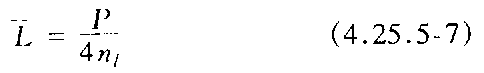 L̄ = P / 4n_l (4.25.5-7)